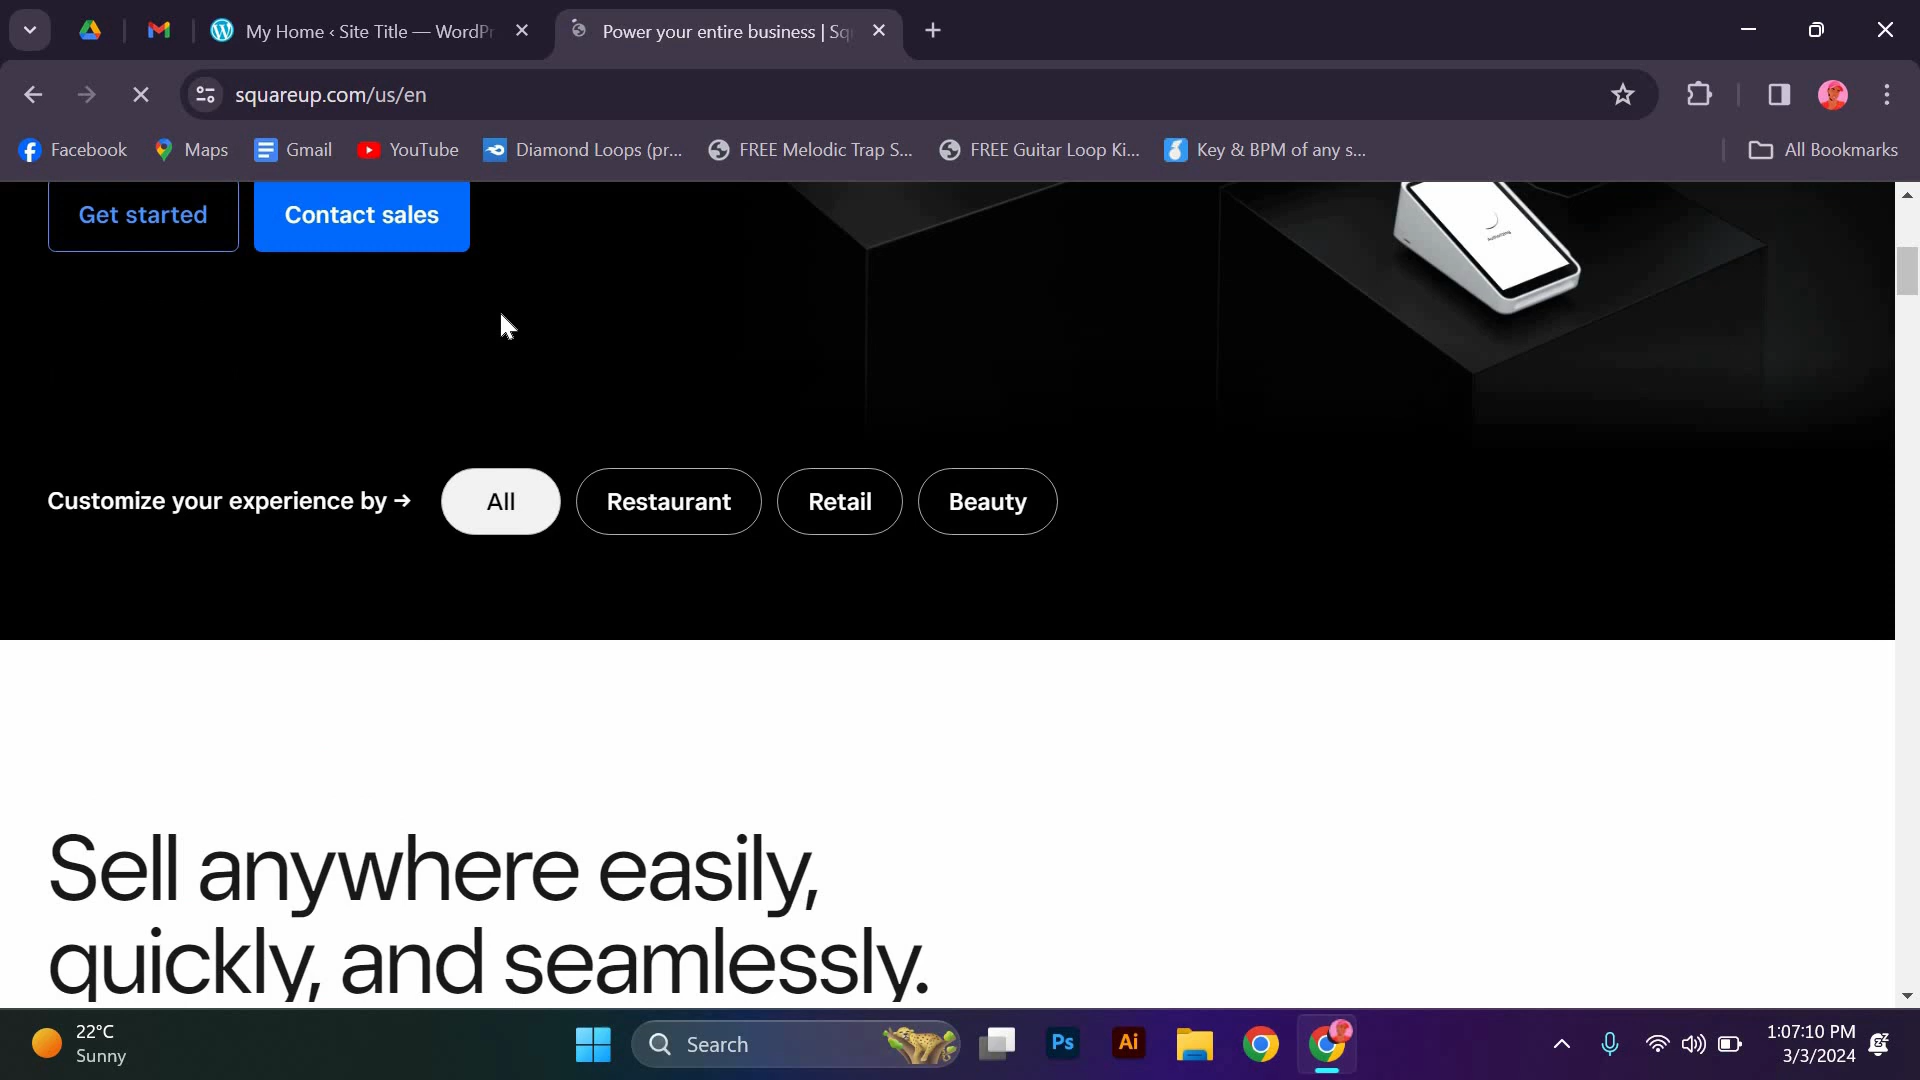 My Home ‹ Site Title — WordPr
Power your entire business | Sq
squareup.com/us/en
Facebook
Maps
Gmail
YouTube
Diamond Loops (pr...
FREE Melodic Trap S...
FREE Guitar Loop Ki...
Key & BPM of any s...
All Bookmarks
Get started
Contact sales
Authorizing
Customize your experience by →
All
Restaurant
Retail
Beauty
Sell anywhere easily,
quickly, and seamlessly.
22°C
Sunny
Search
Ps
Ai
1:07:10 PM
3/3/2024